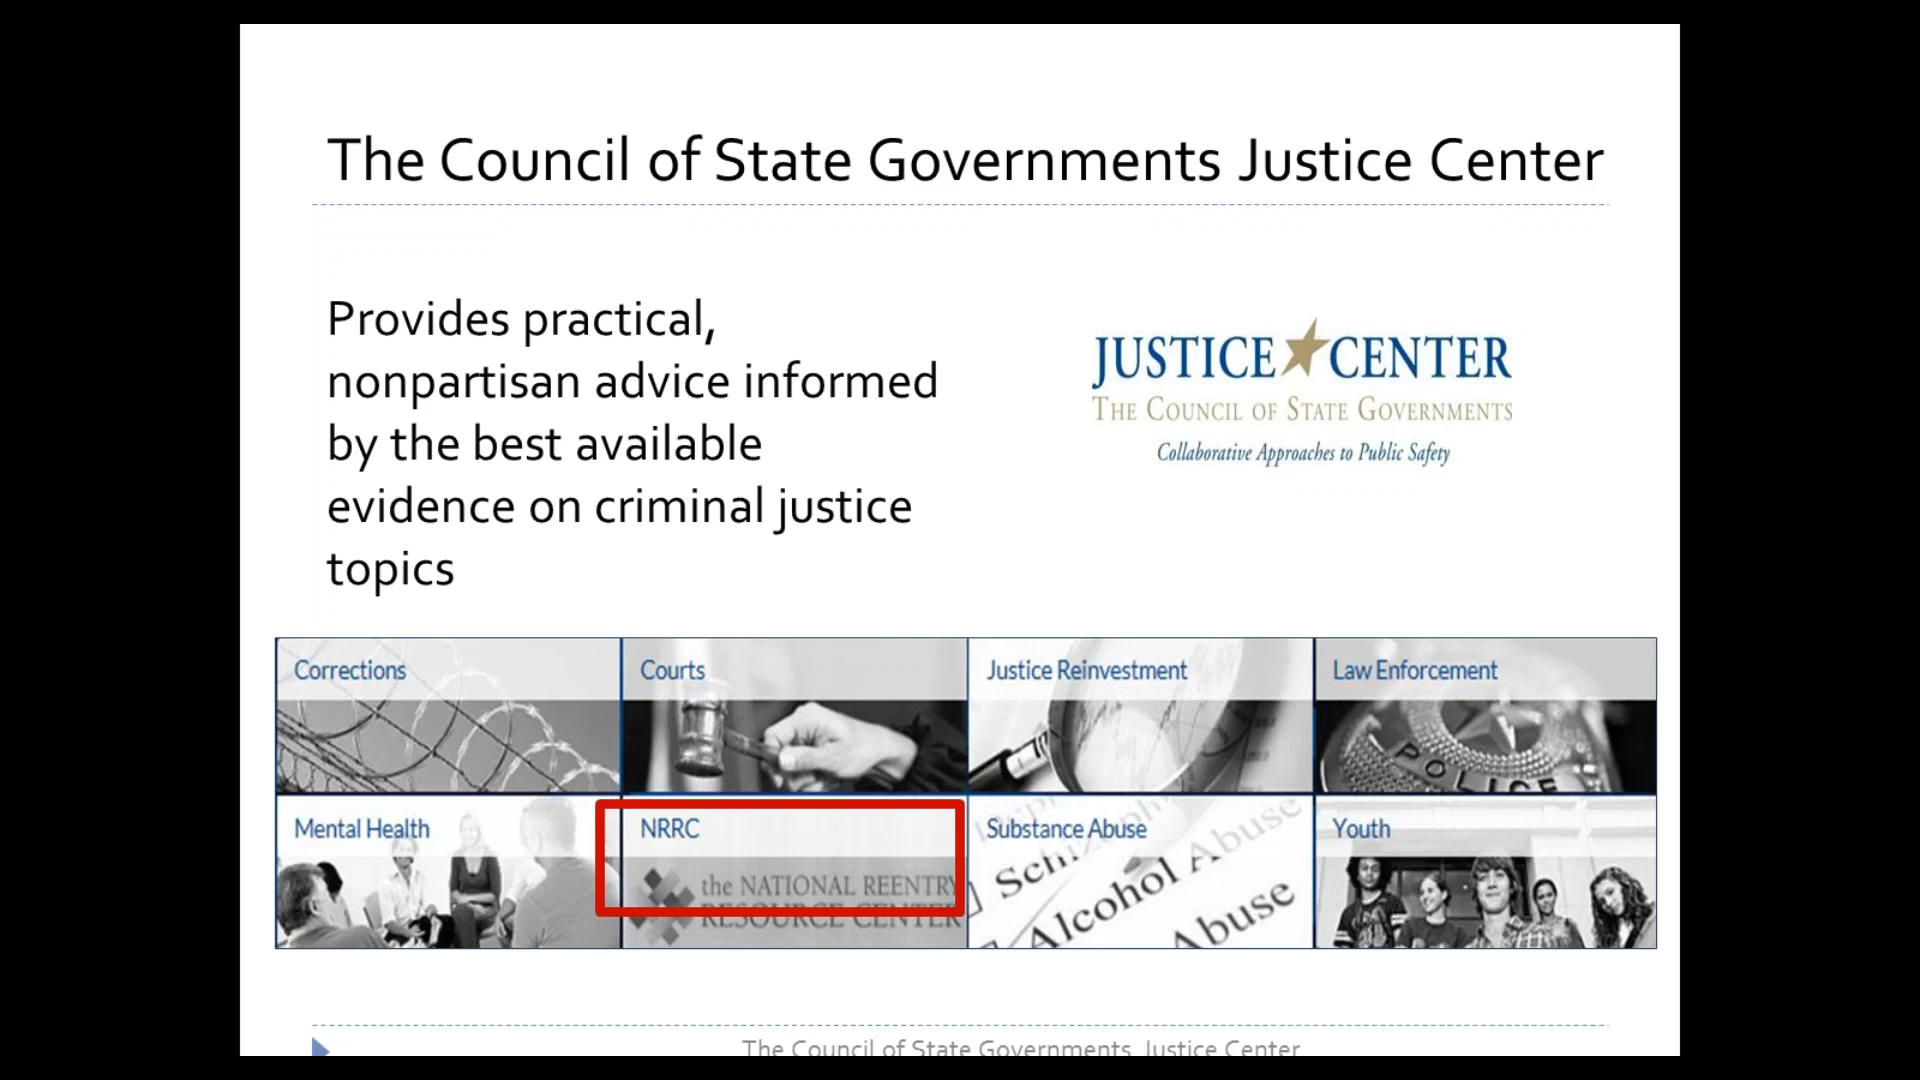 The Council of State Governments Justice Center
Provides practical,
nonpartisan advice informed
by the best available
evidence on criminal justice
topics
JUSTICE CENTER
THE COUNCIL OF STATE GOVERNMENTS
Collaborative Approaches to Public Safety
Corrections
Courts
Justice Reinvestment
Law Enforcement
POLICE
Mental Health
NRRC
the NATIONAL REENTRY
RESOURCE CENTER
Substance Abuse
Abuse
Alcohol Abuse
Youth
The Council of State Governments Justice Center